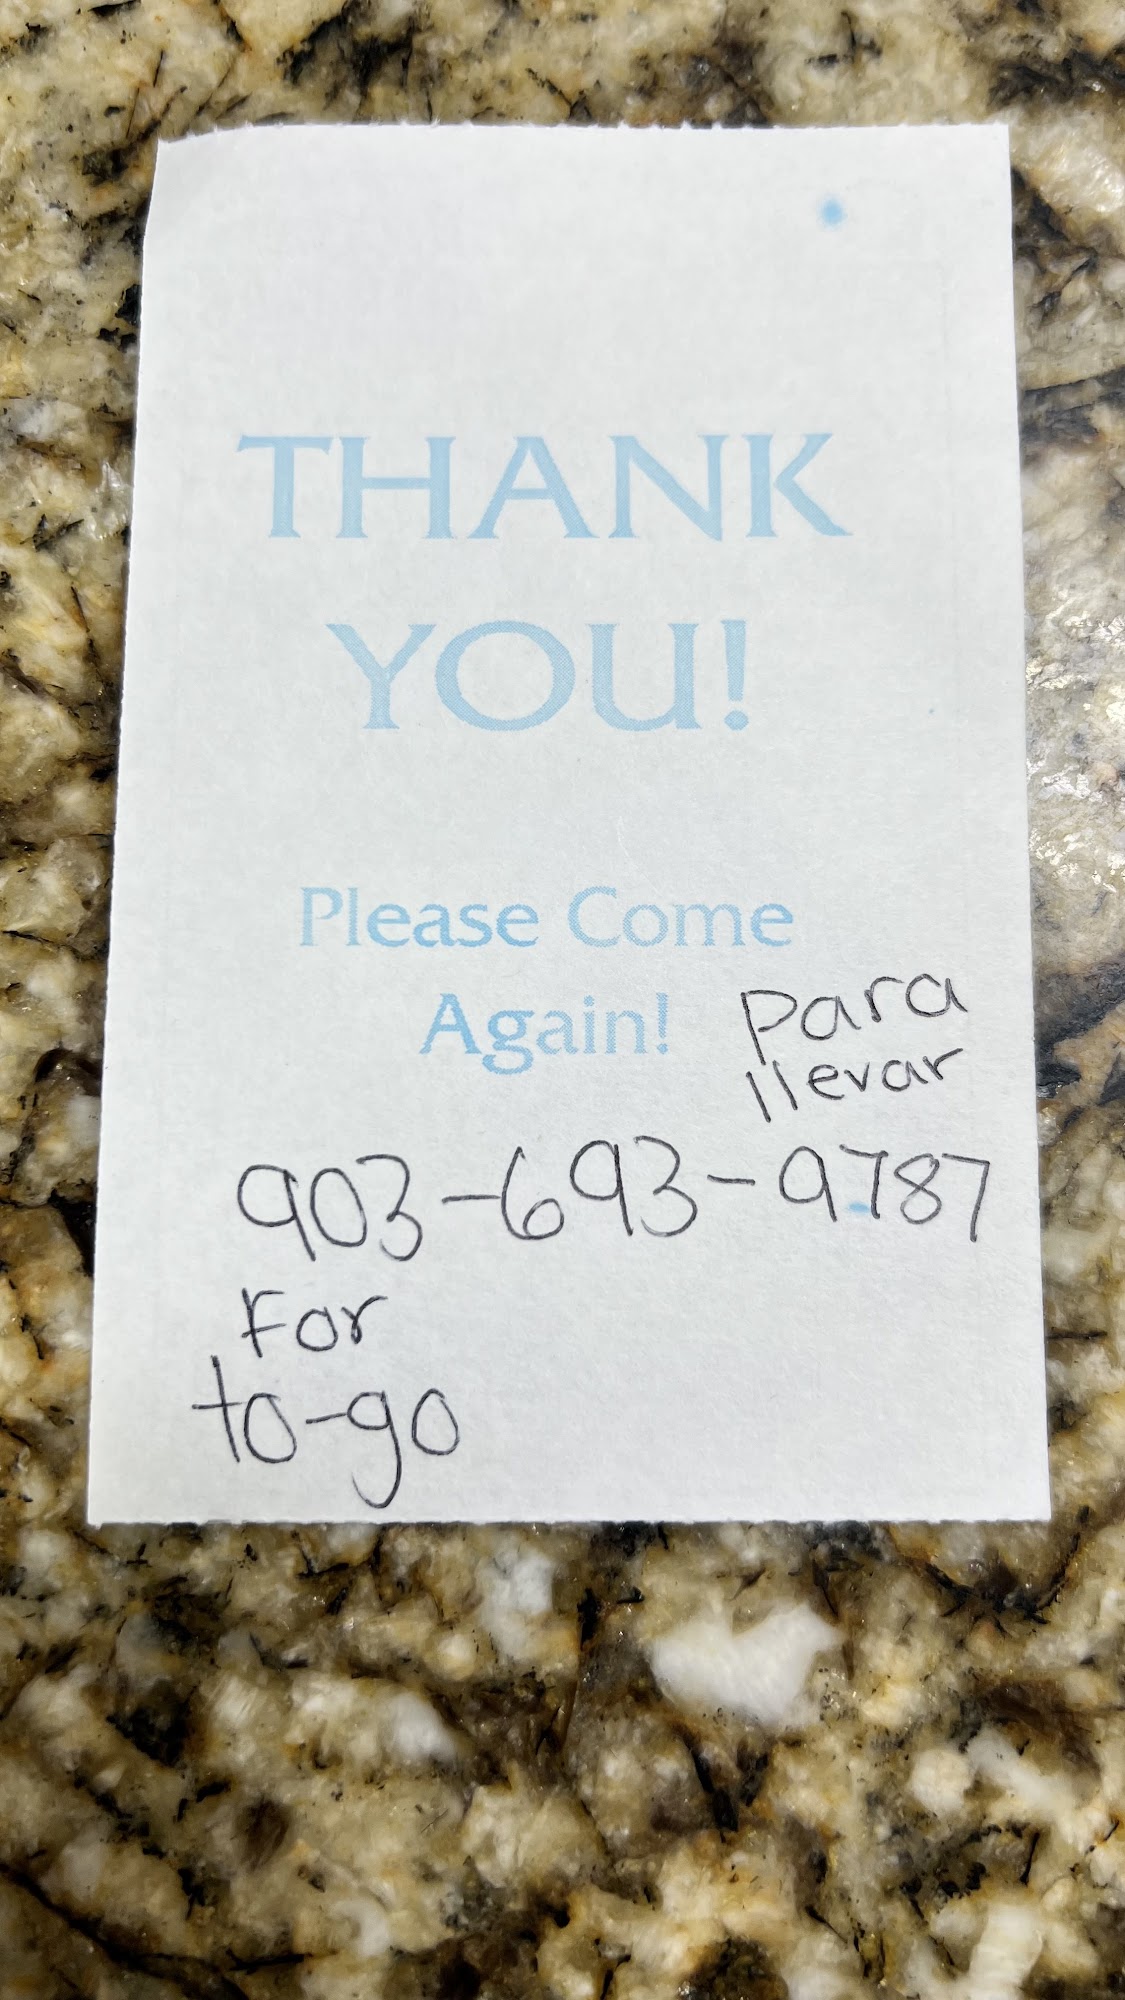 THANK
YOU!
Please Come
Again!
para
llevar
903-693-9787
For
to-go